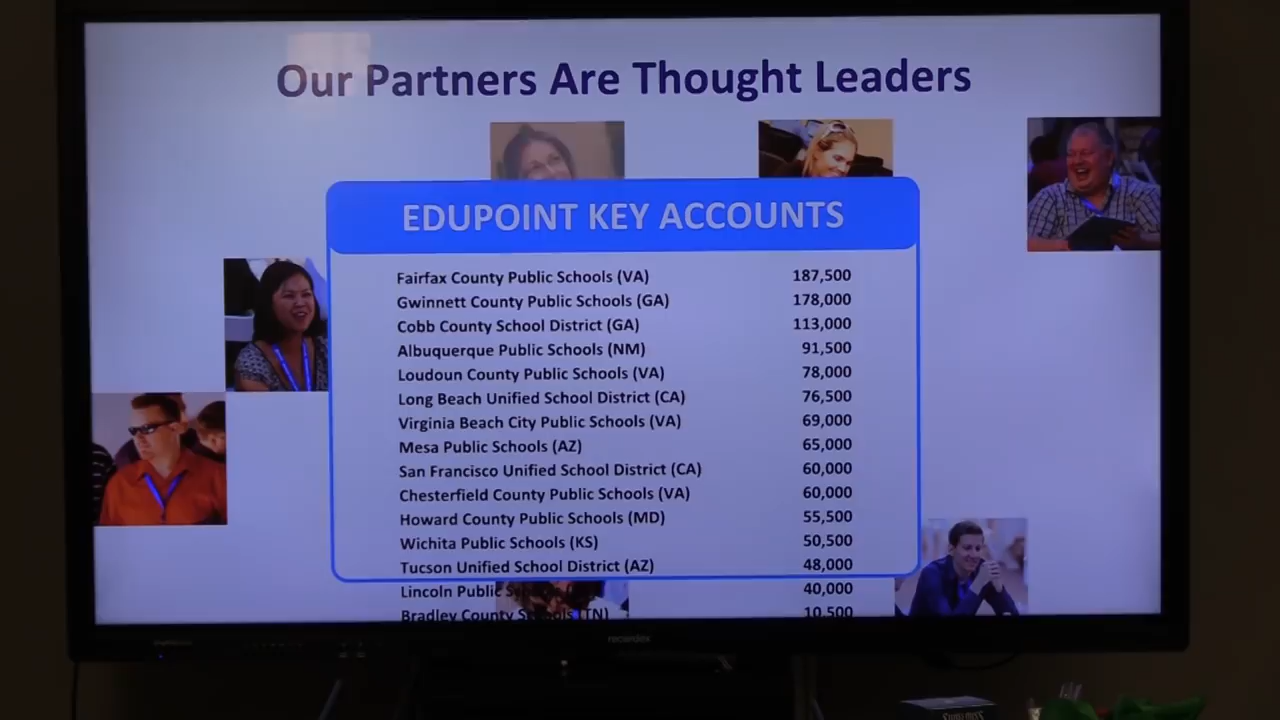 Our Partners Are Thought Leaders
EDUPOINT KEY ACCOUNTS
Fairfax County Public Schools (VA) 187,500
Gwinnett County Public Schools (GA) 178,000
Cobb County School District (GA) 113,000
Albuquerque Public Schools (NM) 91,500
Loudoun County Public Schools (VA) 78,000
Long Beach Unified School District (CA) 76,500
Virginia Beach City Public Schools (VA) 69,000
Mesa Public Schools (AZ) 65,000
San Francisco Unified School District (CA) 60,000
Chesterfield County Public Schools (VA) 60,000
Howard County Public Schools (MD) 55,500
Wichita Public Schools (KS) 50,500
Tucson Unified School District (AZ) 48,000
Lincoln Public 40,000
Bradley County Schools (TN) 10,500
recordex